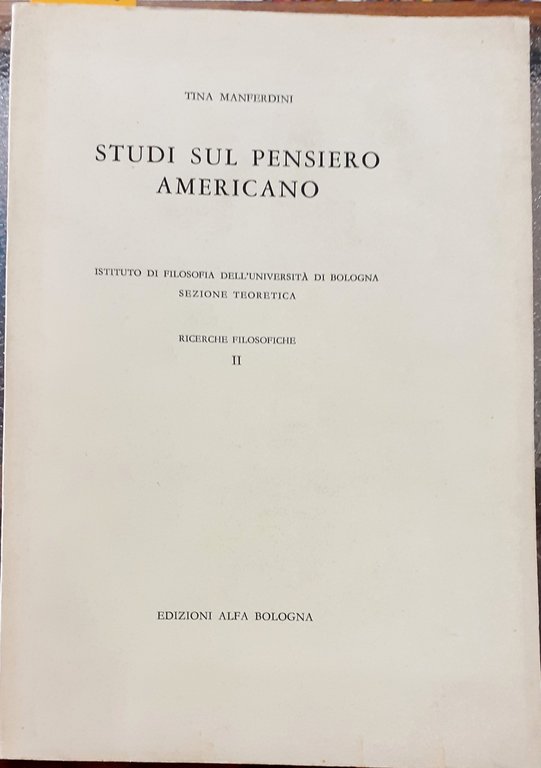 TINA MANFERDINI
STUDI SUL PENSIERO
AMERICANO
ISTITUTO DI FILOSOFIA DELL'UNIVERSITÀ DI BOLOGNA
SEZIONE TEORETICA
RICERCHE FILOSOFICHE
II
EDIZIONI ALFA BOLOGNA